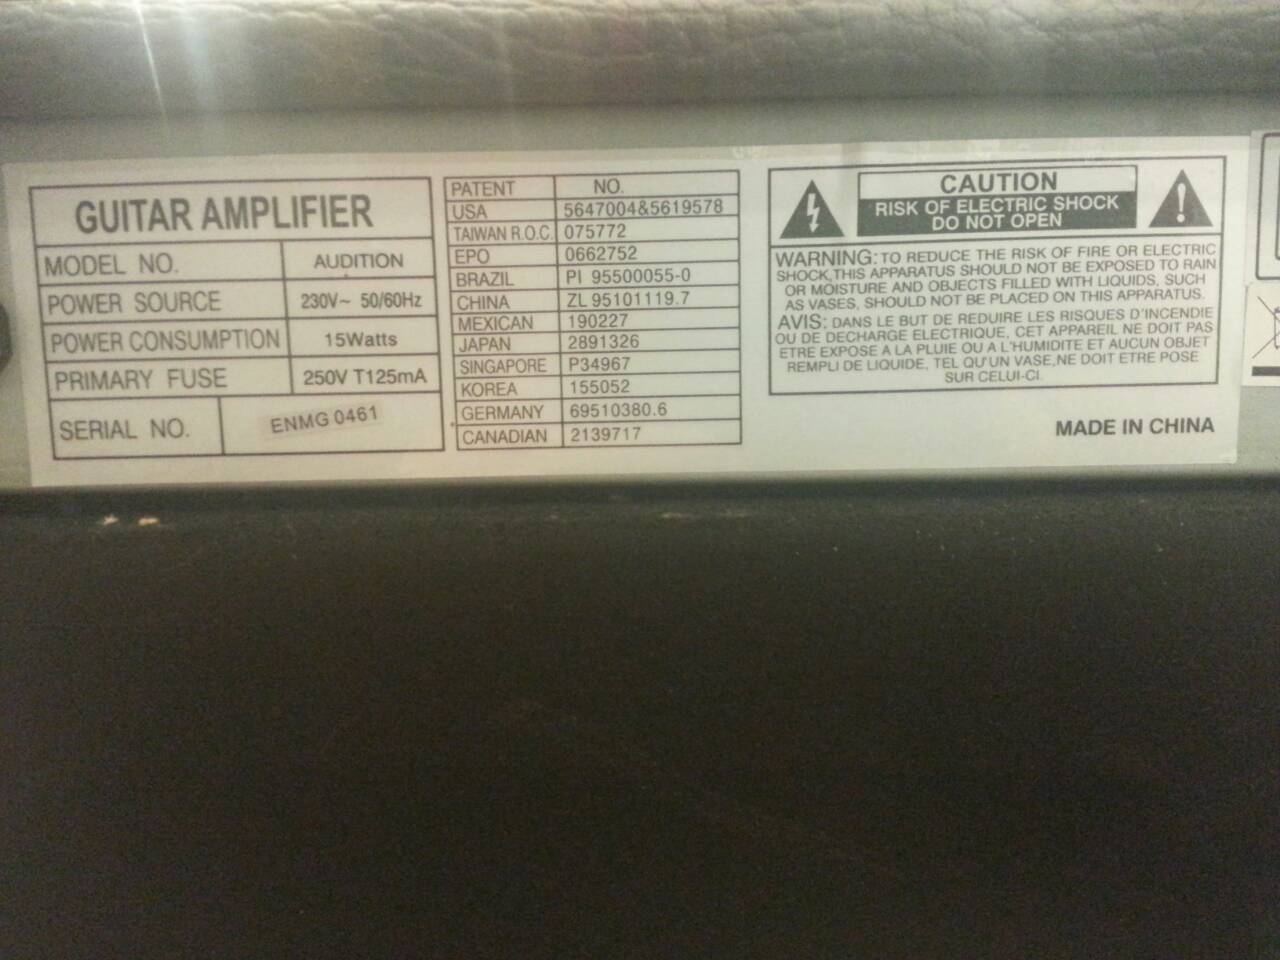 GUITAR AMPLIFIER
MODEL NO. AUDITION
POWER SOURCE 230V~ 50/60Hz
POWER CONSUMPTION 15Watts
PRIMARY FUSE 250V T125mA
SERIAL NO. ENMG 0461
PATENT NO.
USA 5647004&5619578
TAIWAN R.O.C. 075772
EPO 0662752
BRAZIL PI 95500055-0
CHINA ZL 95101119.7
MEXICAN 190227
JAPAN 2891326
SINGAPORE P34967
KOREA 155052
GERMANY 69510380.6
CANADIAN 2139717
CAUTION
RISK OF ELECTRIC SHOCK
DO NOT OPEN
WARNING: TO REDUCE THE RISK OF FIRE OR ELECTRIC
SHOCK, THIS APPARATUS SHOULD NOT BE EXPOSED TO RAIN
OR MOISTURE AND OBJECTS FILLED WITH LIQUIDS, SUCH
AS VASES, SHOULD NOT BE PLACED ON THIS APPARATUS.
AVIS: DANS LE BUT DE REDUIRE LES RISQUES D'INCENDIE
OU DE DECHARGE ELECTRIQUE, CET APPAREIL NE DOIT PAS
ETRE EXPOSE A LA PLUIE OU A L'HUMIDITE ET AUCUN OBJET
REMPLI DE LIQUIDE, TEL QU'UN VASE, NE DOIT ETRE POSE
SUR CELUI-CI.
MADE IN CHINA